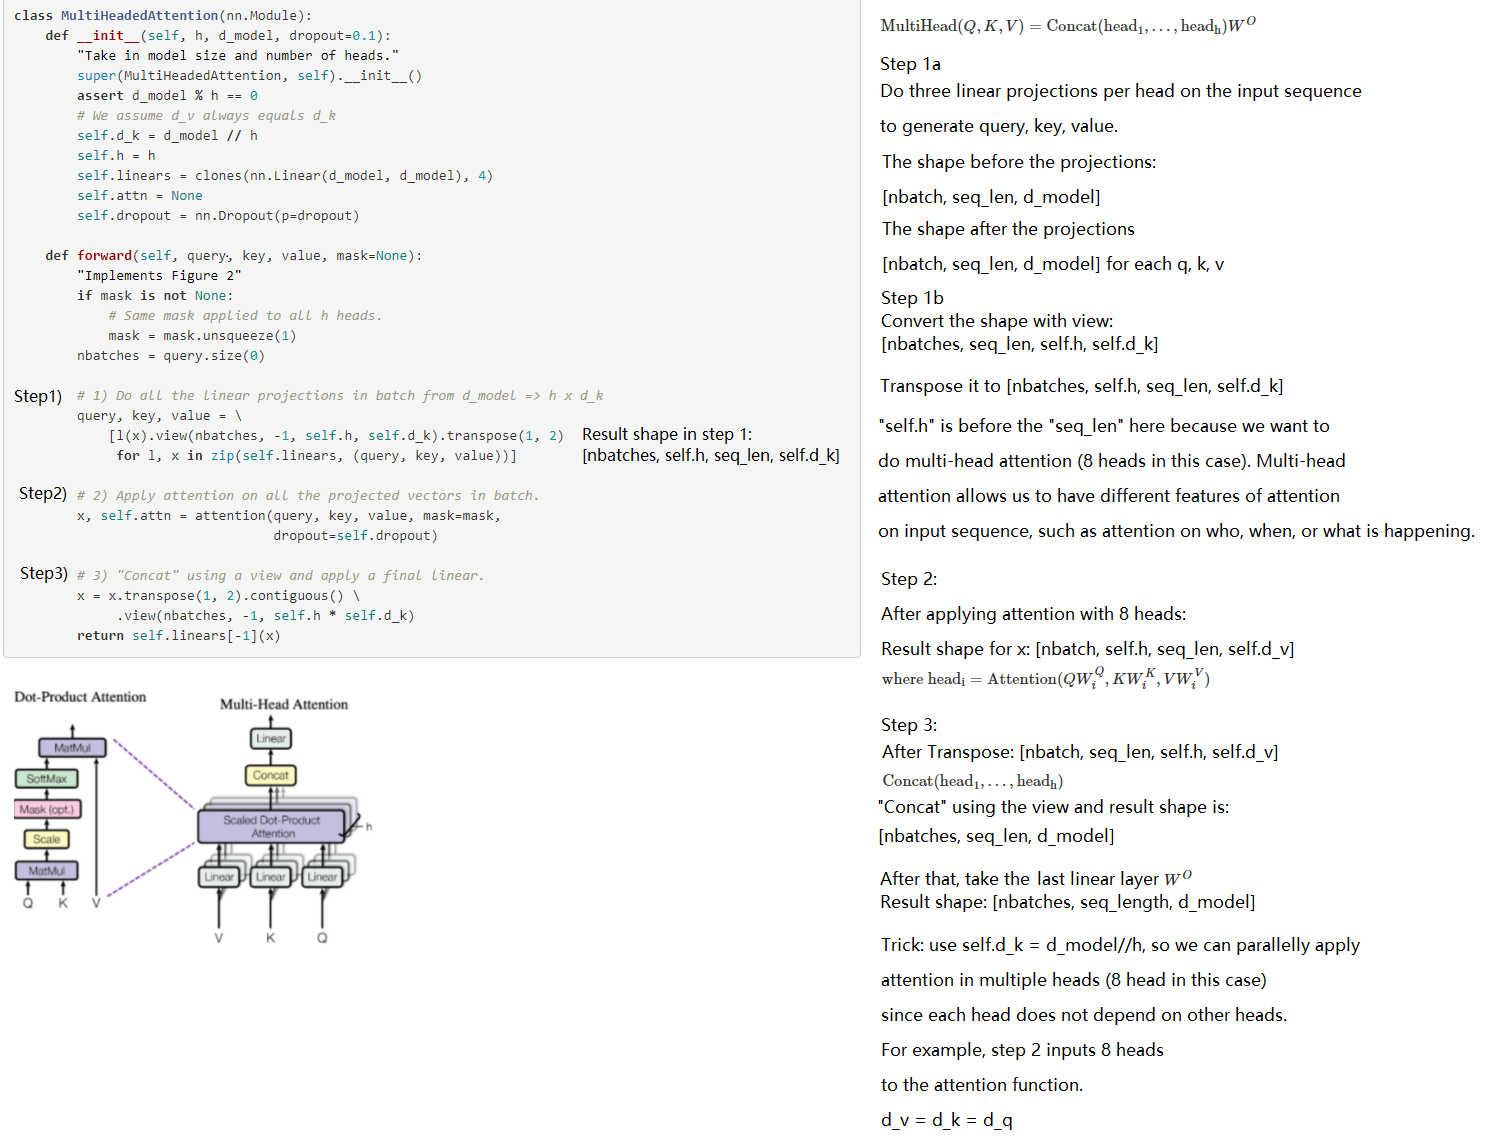 class MultiHeadedAttention(nn.Module):
    def __init__(self, h, d_model, dropout=0.1):
        "Take in model size and number of heads."
        super(MultiHeadedAttention, self).__init__()
        assert d_model % h == 0
        # We assume d_v always equals d_k
        self.d_k = d_model // h
        self.h = h
        self.linears = clones(nn.Linear(d_model, d_model), 4)
        self.attn = None
        self.dropout = nn.Dropout(p=dropout)
    def forward(self, query, key, value, mask=None):
        "Implements Figure 2"
        if mask is not None:
            # Same mask applied to all h heads.
            mask = mask.unsqueeze(1)
        nbatches = query.size(0)
Step1) # 1) Do all the linear projections in batch from d_model => h x d_k
        query, key, value = \
            [l(x).view(nbatches, -1, self.h, self.d_k).transpose(1, 2)
             for l, x in zip(self.linears, (query, key, value))]
Result shape in step 1:
[nbatches, self.h, seq_len, self.d_k]
Step2) # 2) Apply attention on all the projected vectors in batch.
        x, self.attn = attention(query, key, value, mask=mask,
                                 dropout=self.dropout)
Step3) # 3) "Concat" using a view and apply a final linear.
        x = x.transpose(1, 2).contiguous() \
             .view(nbatches, -1, self.h * self.d_k)
        return self.linears[-1](x)
Dot-Product Attention
MatMul
SoftMax
Mask (opt.)
Scale
MatMul
Q K V
Multi-Head Attention
Linear
Concat
Scaled Dot-Product
Attention
h
Linear Linear Linear
V K Q
MultiHead(Q, K, V) = Concat(head₁, . . . , headₕ)W^O
Step 1a
Do three linear projections per head on the input sequence
to generate query, key, value.
The shape before the projections:
[nbatch, seq_len, d_model]
The shape after the projections
[nbatch, seq_len, d_model] for each q, k, v
Step 1b
Convert the shape with view:
[nbatches, seq_len, self.h, self.d_k]
Transpose it to [nbatches, self.h, seq_len, self.d_k]
"self.h" is before the "seq_len" here because we want to
do multi-head attention (8 heads in this case). Multi-head
attention allows us to have different features of attention
on input sequence, such as attention on who, when, or what is happening.
Step 2:
After applying attention with 8 heads:
Result shape for x: [nbatch, self.h, seq_len, self.d_v]
where headᵢ = Attention(QW_i^Q, KW_i^K, VW_i^V)
Step 3:
After Transpose: [nbatch, seq_len, self.h, self.d_v]
Concat(head₁, . . . , headₕ)
"Concat" using the view and result shape is:
[nbatches, seq_len, d_model]
After that, take the last linear layer W^O
Result shape: [nbatches, seq_length, d_model]
Trick: use self.d_k = d_model//h, so we can parallelly apply
attention in multiple heads (8 head in this case)
since each head does not depend on other heads.
For example, step 2 inputs 8 heads
to the attention function.
d_v = d_k = d_q